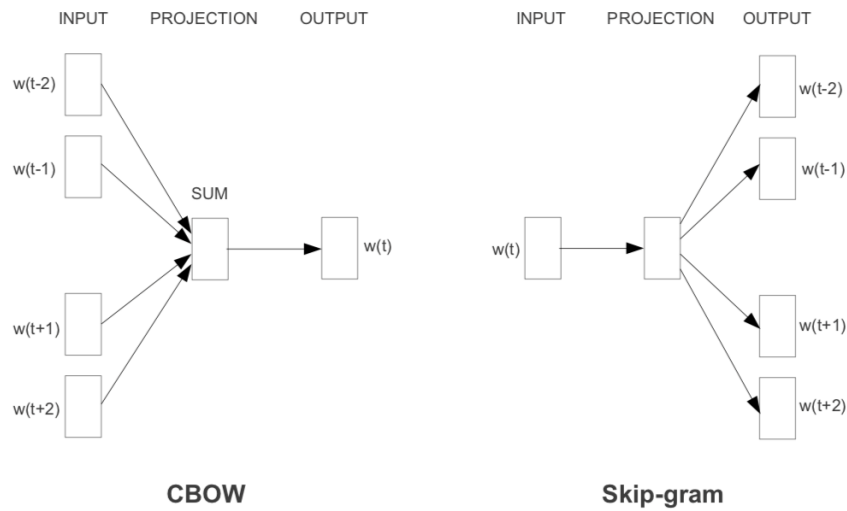 INPUT PROJECTION OUTPUT
w(t-2)
w(t-1)
SUM
w(t)
w(t+1)
w(t+2)
CBOW
INPUT PROJECTION OUTPUT
w(t-2)
w(t-1)
w(t)
w(t+1)
w(t+2)
Skip-gram